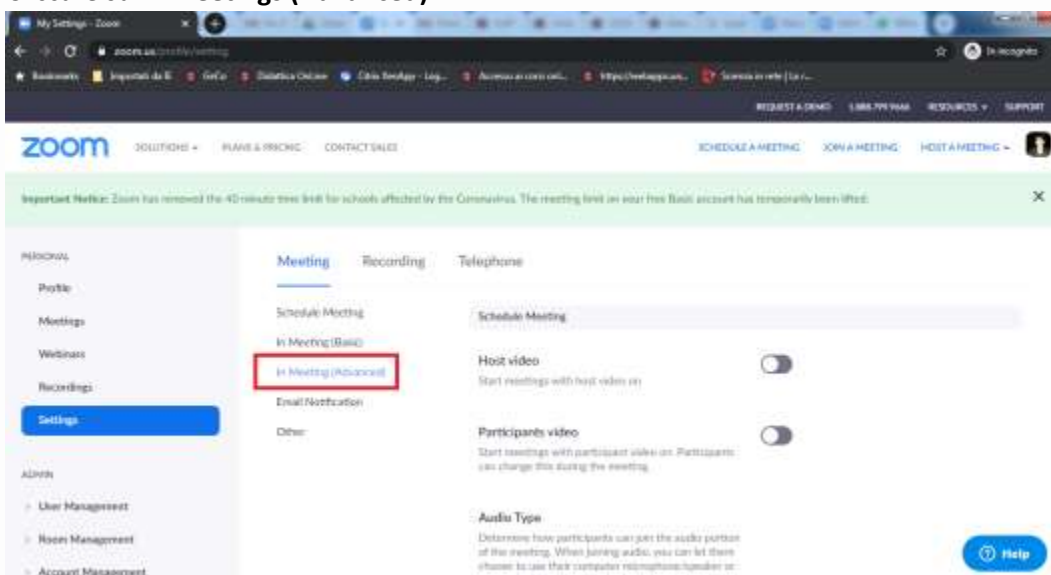 My Settings - Zoom
zoom.us/profile/setting
In incognito
Bookmarks
REQUEST A DEMO 1.888.799.9666 RESOURCES SUPPORT
zoom SOLUTIONS PLANS & PRICING CONTACT SALES SCHEDULE A MEETING JOIN A MEETING HOST A MEETING
Important Notice: Zoom has removed the 40-minute time limit for schools affected by the Coronavirus. The meeting limit on your free Basic account has temporarily been lifted.
PERSONAL
Profile
Meetings
Webinars
Recordings
Settings
ADMIN
User Management
Room Management
Account Management
Meeting Recording Telephone
Schedule Meeting
In Meeting (Basic)
In Meeting (Advanced)
Email Notification
Other
Schedule Meeting
Host video
Start meetings with host video on
Participants video
Start meetings with participant video on. Participants
can change this during the meeting.
Audio Type
Determine how participants can join the audio portion
of the meeting. When joining audio, you can let them
choose to use their computer microphone/speaker or
Help